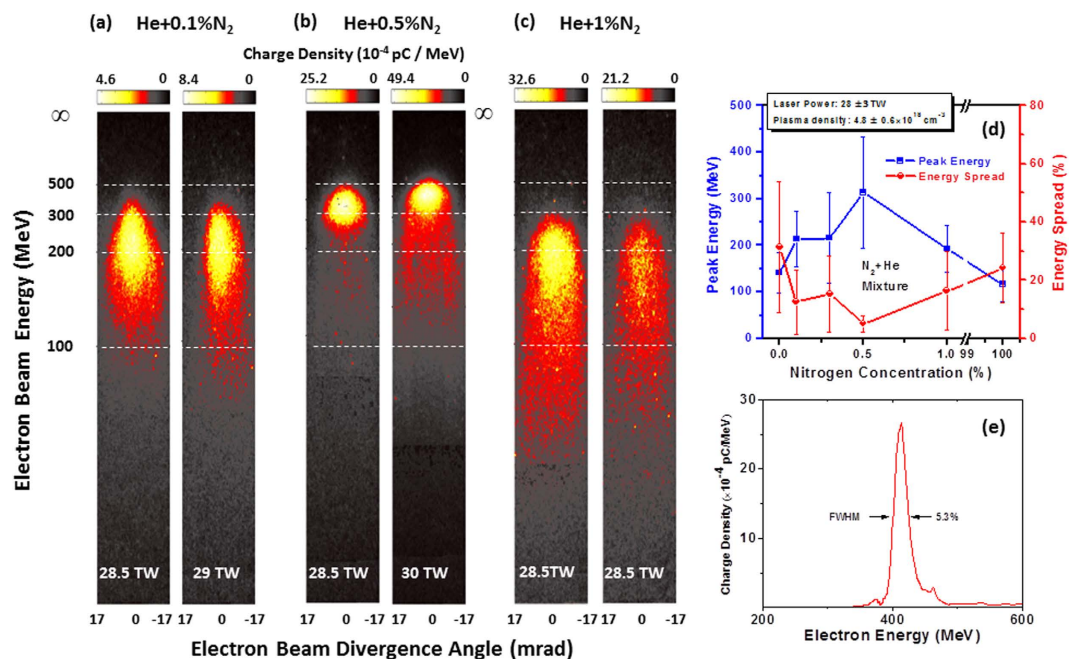 (a) He+0.1%N₂
(b) He+0.5%N₂
(c) He+1%N₂
Charge Density (10⁻⁴ pC / MeV)
4.6 0 8.4 0 25.2 0 49.4 0 32.6 0 21.2 0
∞ ∞
500
300
200
100
Electron Beam Energy (MeV)
28.5 TW 29 TW 28.5 TW 30 TW 28.5TW 28.5 TW
17 0 -17 17 0 -17 17 0 -17 17 0 -17 17 0 -17 17 0 -17
Electron Beam Divergence Angle (mrad)
Laser Power: 28 ±3 TW
Plasma density: 4.8 ± 0.6×10¹⁸ cm⁻³
(d)
Peak Energy
Energy Spread
N₂+He
Mixture
Peak Energy (MeV)
500
400
300
200
100
0
Energy Spread (%)
80
60
40
20
0
0.0 0.5 1.0 99 100
Nitrogen Concentration (%)
(e)
FWHM 5.3%
Charge Density (×10⁻⁴ pC/MeV)
30
20
10
0
200 300 400 500 600
Electron Energy (MeV)